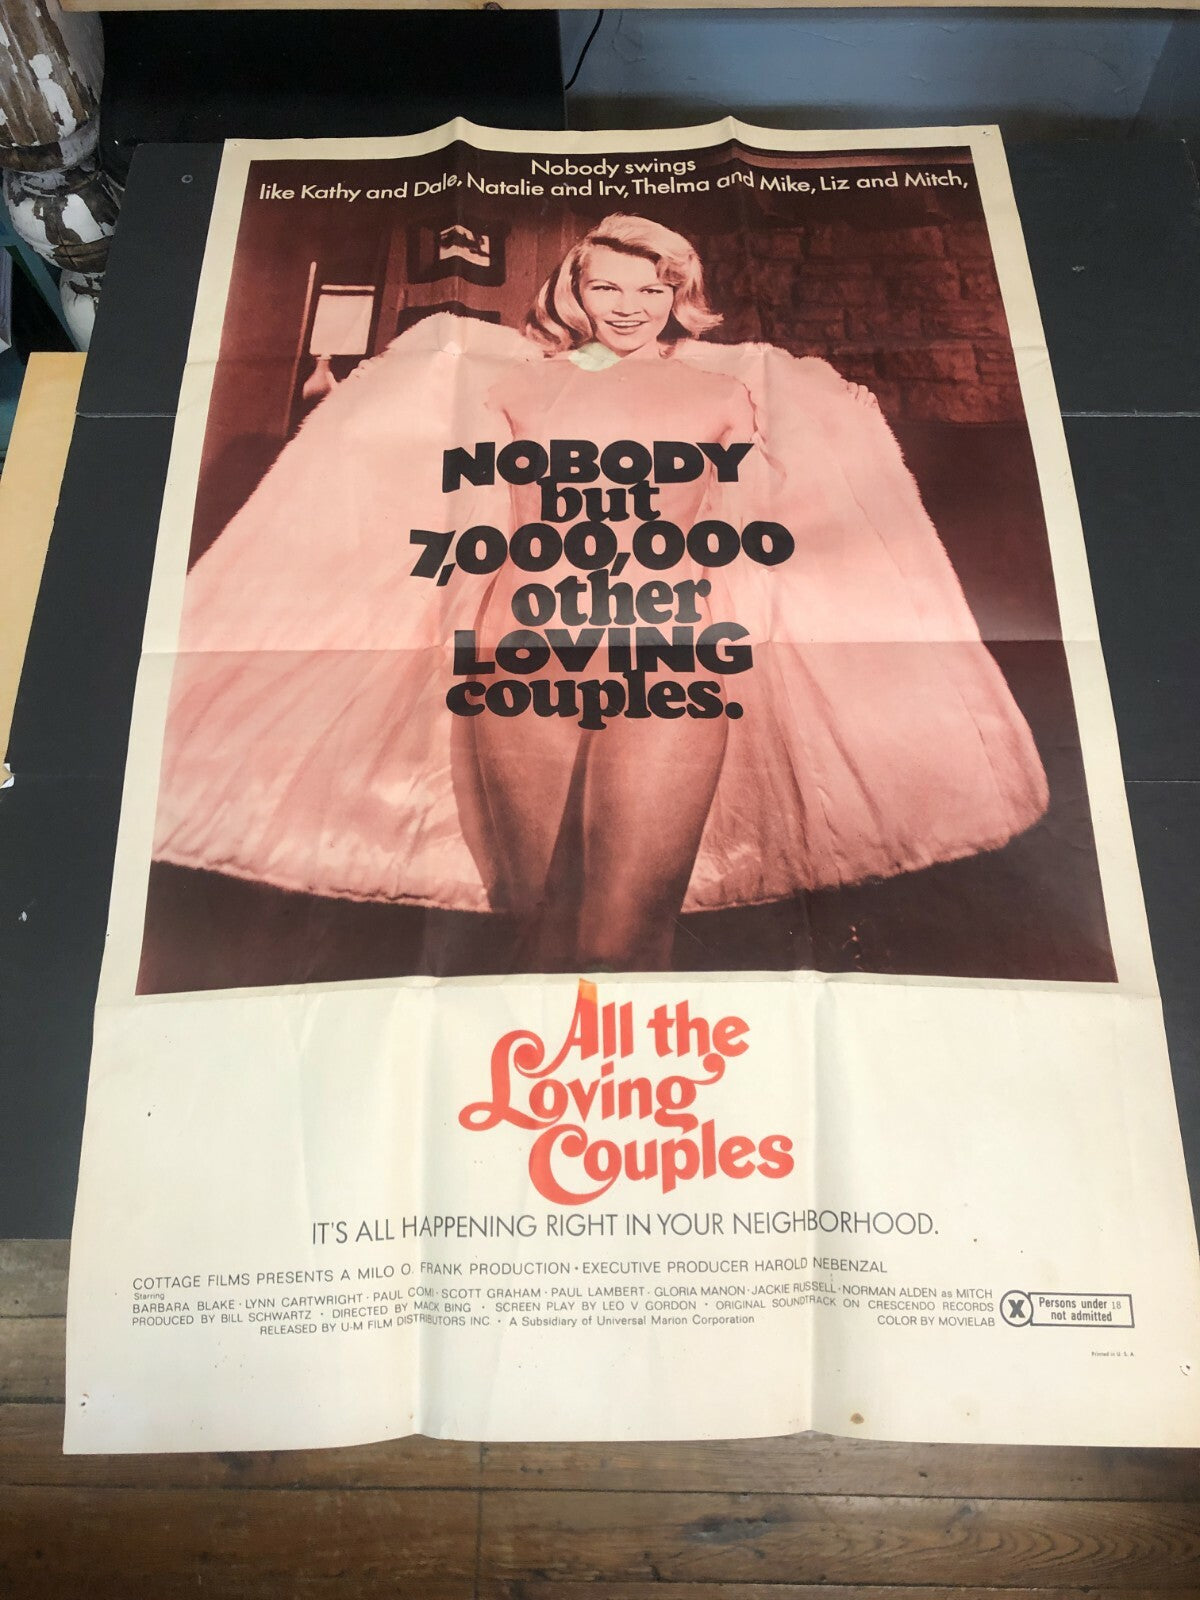 Nobody swings
like Kathy and Dale, Natalie and Irv, Thelma and Mike, Liz and Mitch,
NOBODY
but
7,000,000
other
LOVING
couples.
All the
Loving
Couples
IT'S ALL HAPPENING RIGHT IN YOUR NEIGHBORHOOD.
COTTAGE FILMS PRESENTS A MILO O. FRANK PRODUCTION • EXECUTIVE PRODUCER HAROLD NEBENZAL
Starring
BARBARA BLAKE • LYNN CARTWRIGHT • PAUL COMI • SCOTT GRAHAM • PAUL LAMBERT • GLORIA MANON • JACKIE RUSSELL • NORMAN ALDEN as MITCH
PRODUCED BY BILL SCHWARTZ • DIRECTED BY MACK BING • SCREEN PLAY BY LEO V. GORDON • ORIGINAL SOUNDTRACK ON CRESCENDO RECORDS
RELEASED BY U-M FILM DISTRIBUTORS INC • A Subsidiary of Universal Marion Corporation COLOR BY MOVIELAB
X Persons under 18
not admitted
Printed in U. S. A